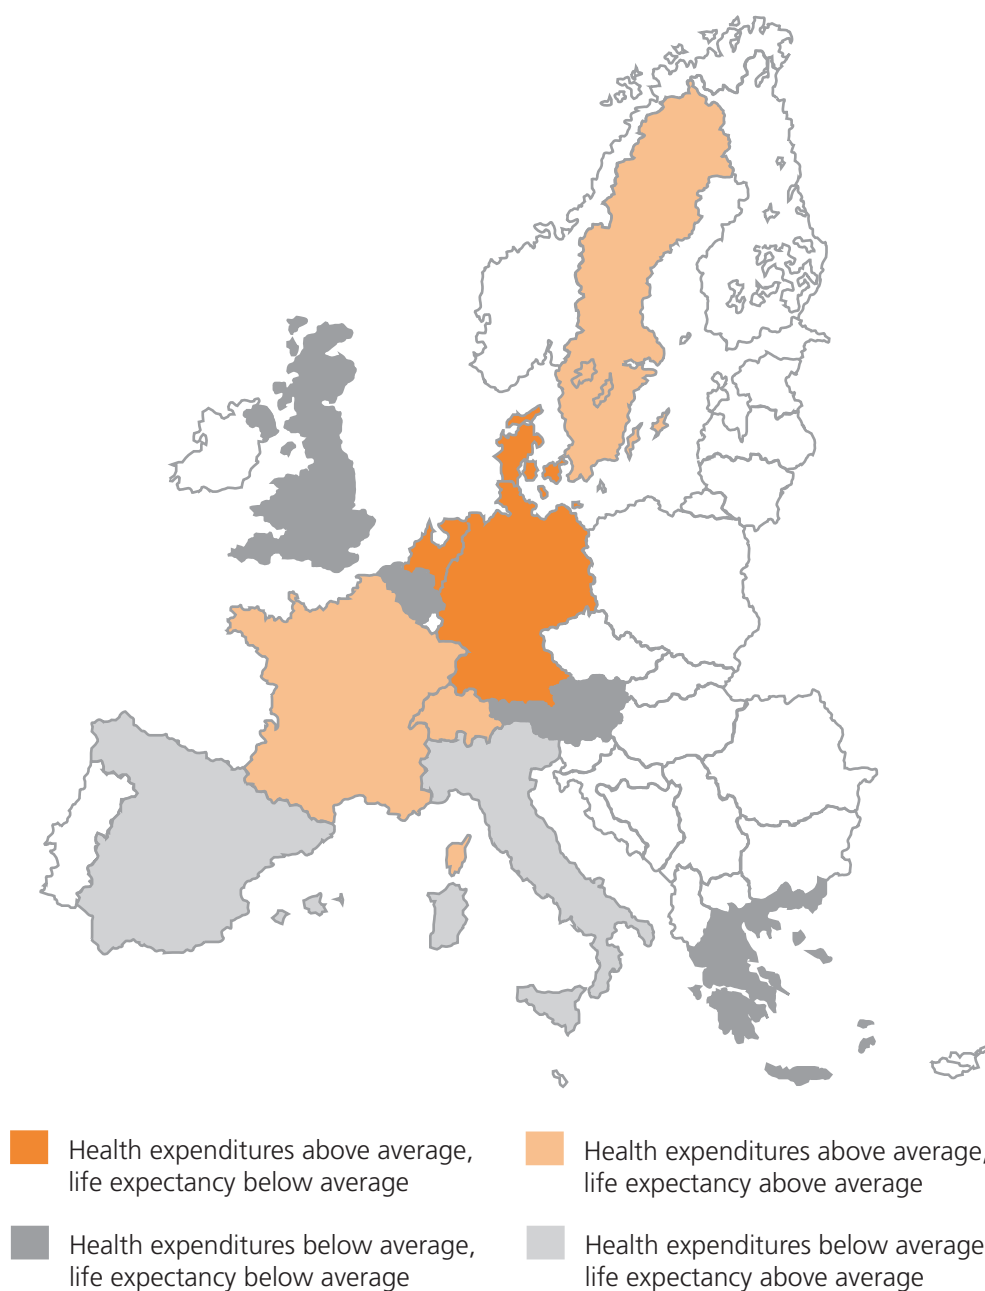 Health expenditures above average,
life expectancy below average
Health expenditures above average,
life expectancy above average
Health expenditures below average,
life expectancy below average
Health expenditures below average
life expectancy above average